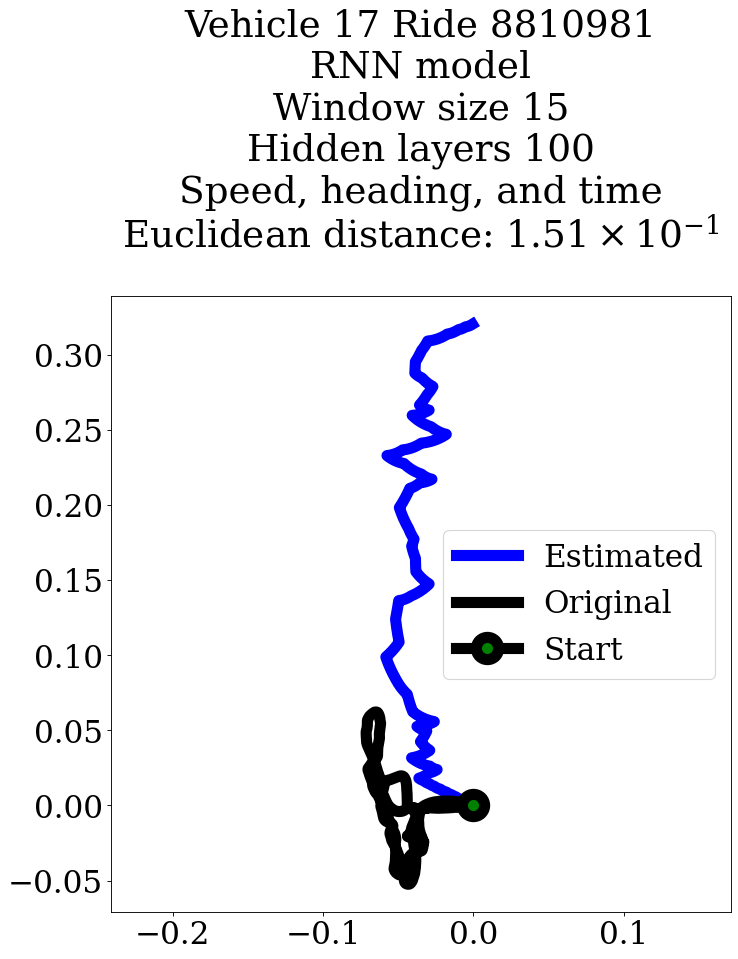 Vehicle 17 Ride 8810981
RNN model
Window size 15
Hidden layers 100
Speed, heading, and time
Euclidean distance: 1.51 × 10⁻¹
0.30
0.25
0.20
0.15
0.10
0.05
0.00
−0.05
Estimated
Original
Start
−0.2 −0.1 0.0 0.1